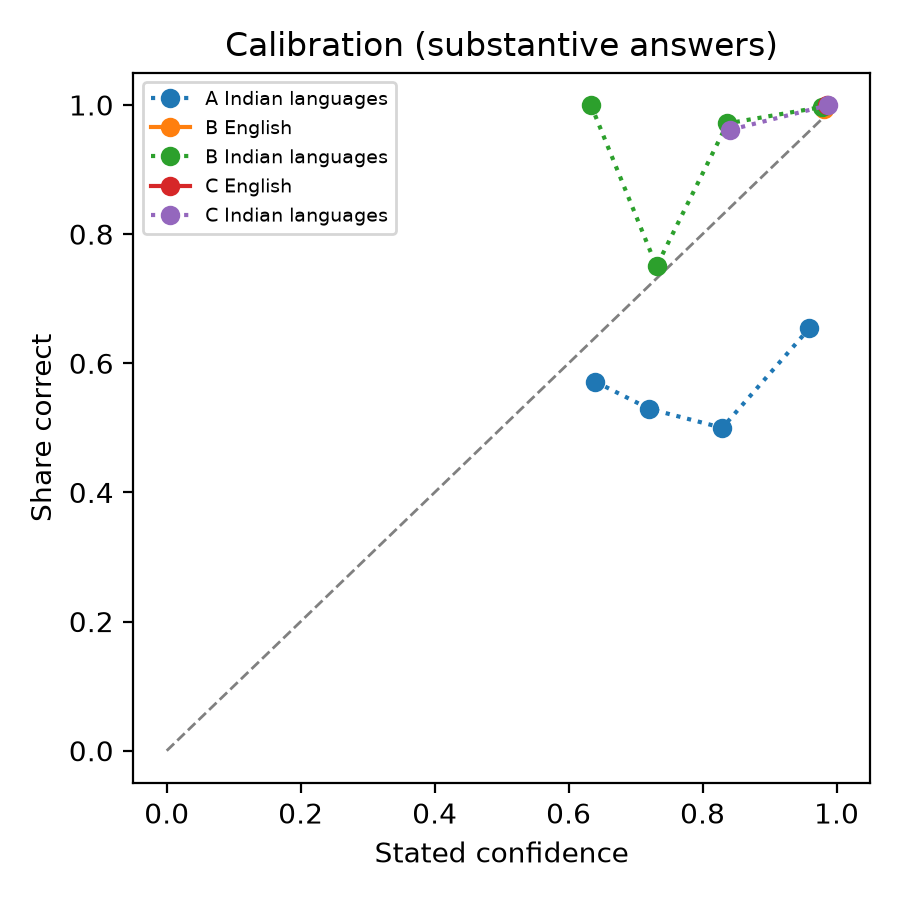 Calibration (substantive answers)
A Indian languages
B English
B Indian languages
C English
C Indian languages
1.0
0.8
0.6
0.4
0.2
0.0
Share correct
0.0 0.2 0.4 0.6 0.8 1.0
Stated confidence